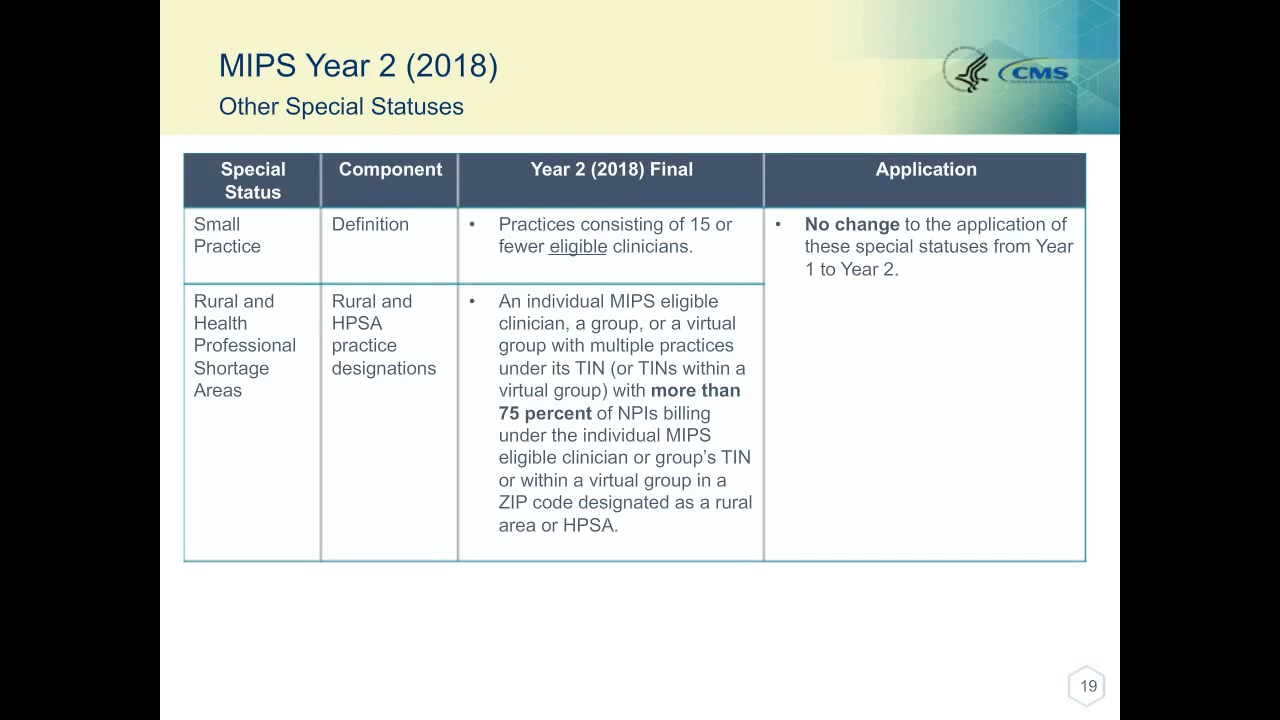 MIPS Year 2 (2018)
Other Special Statuses
CMS
Special
Status
Component
Year 2 (2018) Final
Application
Small
Practice
Definition
• Practices consisting of 15 or
fewer eligible clinicians.
• No change to the application of
these special statuses from Year
1 to Year 2.
Rural and
Health
Professional
Shortage
Areas
Rural and
HPSA
practice
designations
• An individual MIPS eligible
clinician, a group, or a virtual
group with multiple practices
under its TIN (or TINs within a
virtual group) with more than
75 percent of NPIs billing
under the individual MIPS
eligible clinician or group’s TIN
or within a virtual group in a
ZIP code designated as a rural
area or HPSA.
19